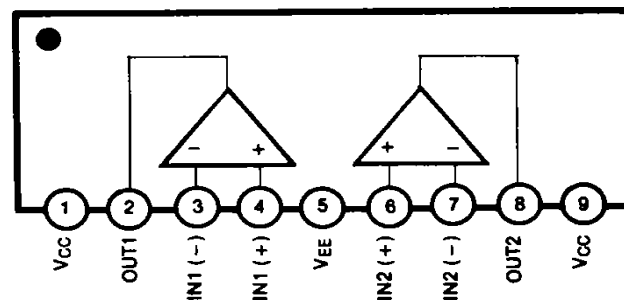 − + + −
1 2 3 4 5 6 7 8 9
VCC OUT1 IN1 (−) IN1 (+) VEE IN2 (+) IN2 (−) OUT2 VCC